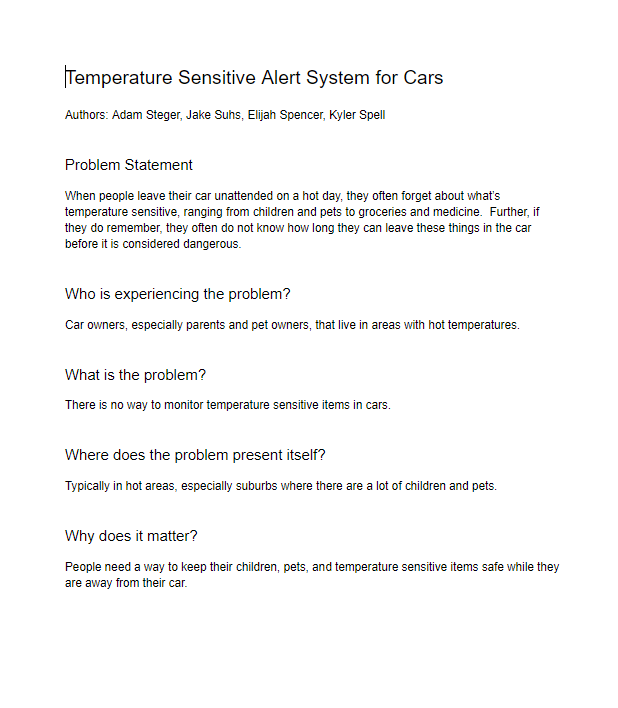 Temperature Sensitive Alert System for Cars
Authors: Adam Steger, Jake Suhs, Elijah Spencer, Kyler Spell
Problem Statement
When people leave their car unattended on a hot day, they often forget about what's
temperature sensitive, ranging from children and pets to groceries and medicine.  Further, if
they do remember, they often do not know how long they can leave these things in the car
before it is considered dangerous.
Who is experiencing the problem?
Car owners, especially parents and pet owners, that live in areas with hot temperatures.
What is the problem?
There is no way to monitor temperature sensitive items in cars.
Where does the problem present itself?
Typically in hot areas, especially suburbs where there are a lot of children and pets.
Why does it matter?
People need a way to keep their children, pets, and temperature sensitive items safe while they
are away from their car.